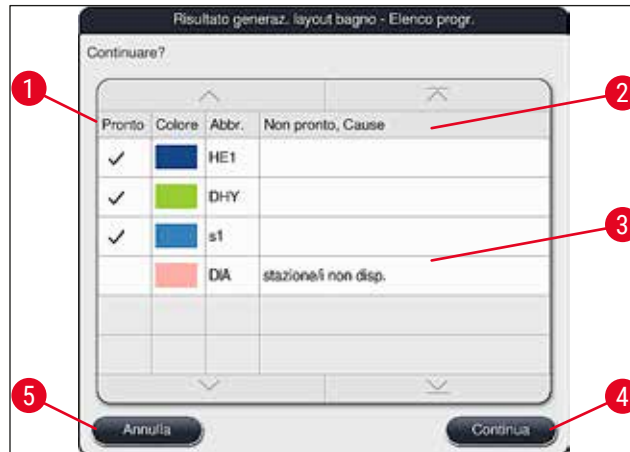 Risultato generaz. layout bagno - Elenco progr.
Continuare?
1
2
Pronto Colore Abbr. Non pronto, Cause
HE1
DHY
s1
3
DIA stazione/i non disp.
5
4
Annulla Continua